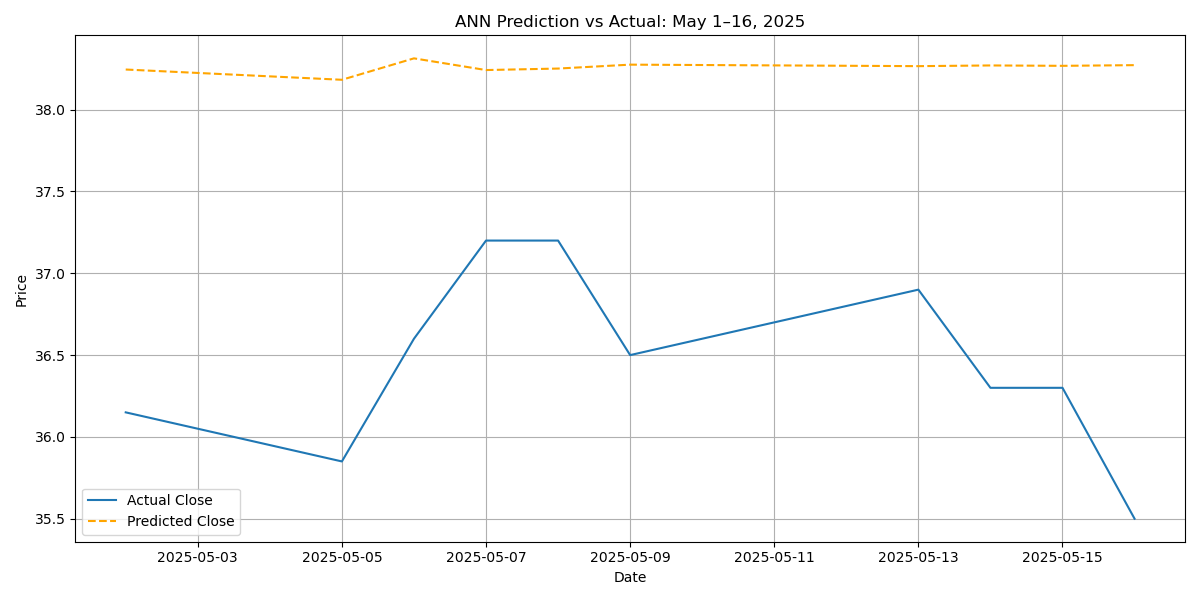 ANN Prediction vs Actual: May 1–16, 2025
Price
38.0
37.5
37.0
36.5
36.0
35.5
Actual Close
Predicted Close
2025-05-03
2025-05-05
2025-05-07
2025-05-09
2025-05-11
2025-05-13
2025-05-15
Date